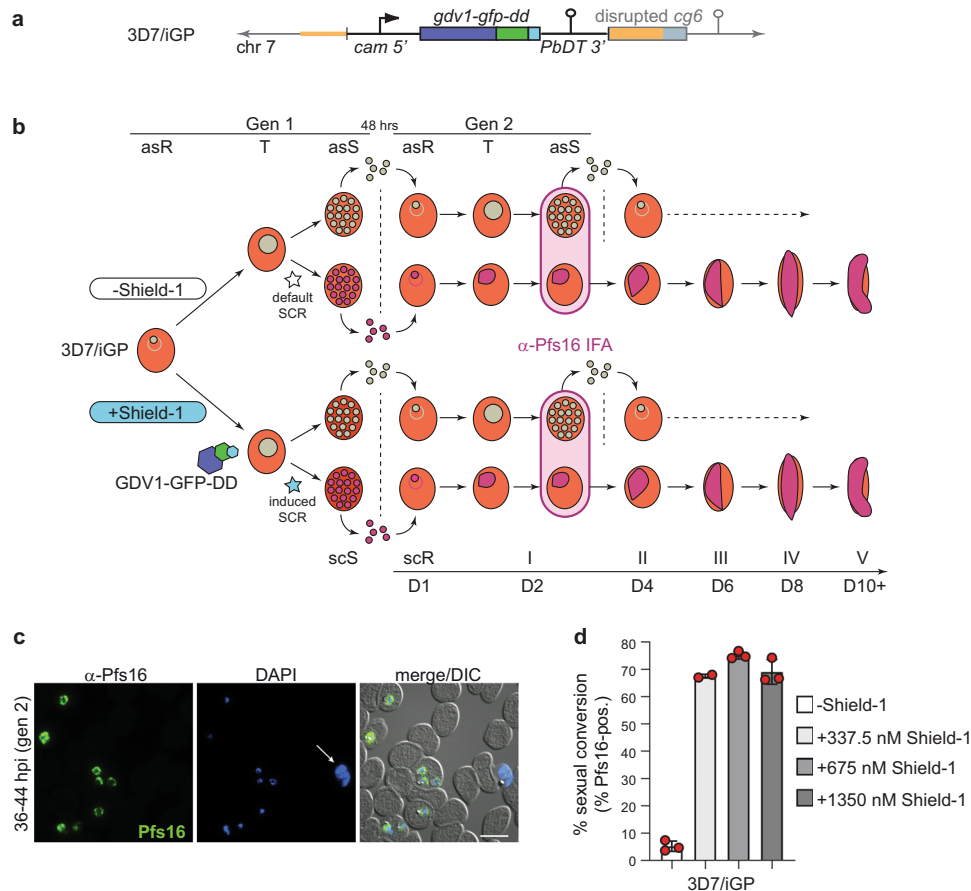 a
3D7/iGP
chr 7
cam 5'
gdv1-gfp-dd
PbDT 3'
disrupted cg6
b
Gen 1
48 hrs
Gen 2
asR
T
asS
asR
T
asS
-Shield-1
default
SCR
3D7/iGP
α-Pfs16 IFA
+Shield-1
GDV1-GFP-DD
induced
SCR
scS
scR
I
II
III
IV
V
D1
D2
D4
D6
D8
D10+
c
α-Pfs16
DAPI
merge/DIC
36-44 hpi (gen 2)
Pfs16
d
% sexual conversion
(% Pfs16-pos.)
80
70
60
50
40
30
20
10
0
3D7/iGP
-Shield-1
+337.5 nM Shield-1
+675 nM Shield-1
+1350 nM Shield-1